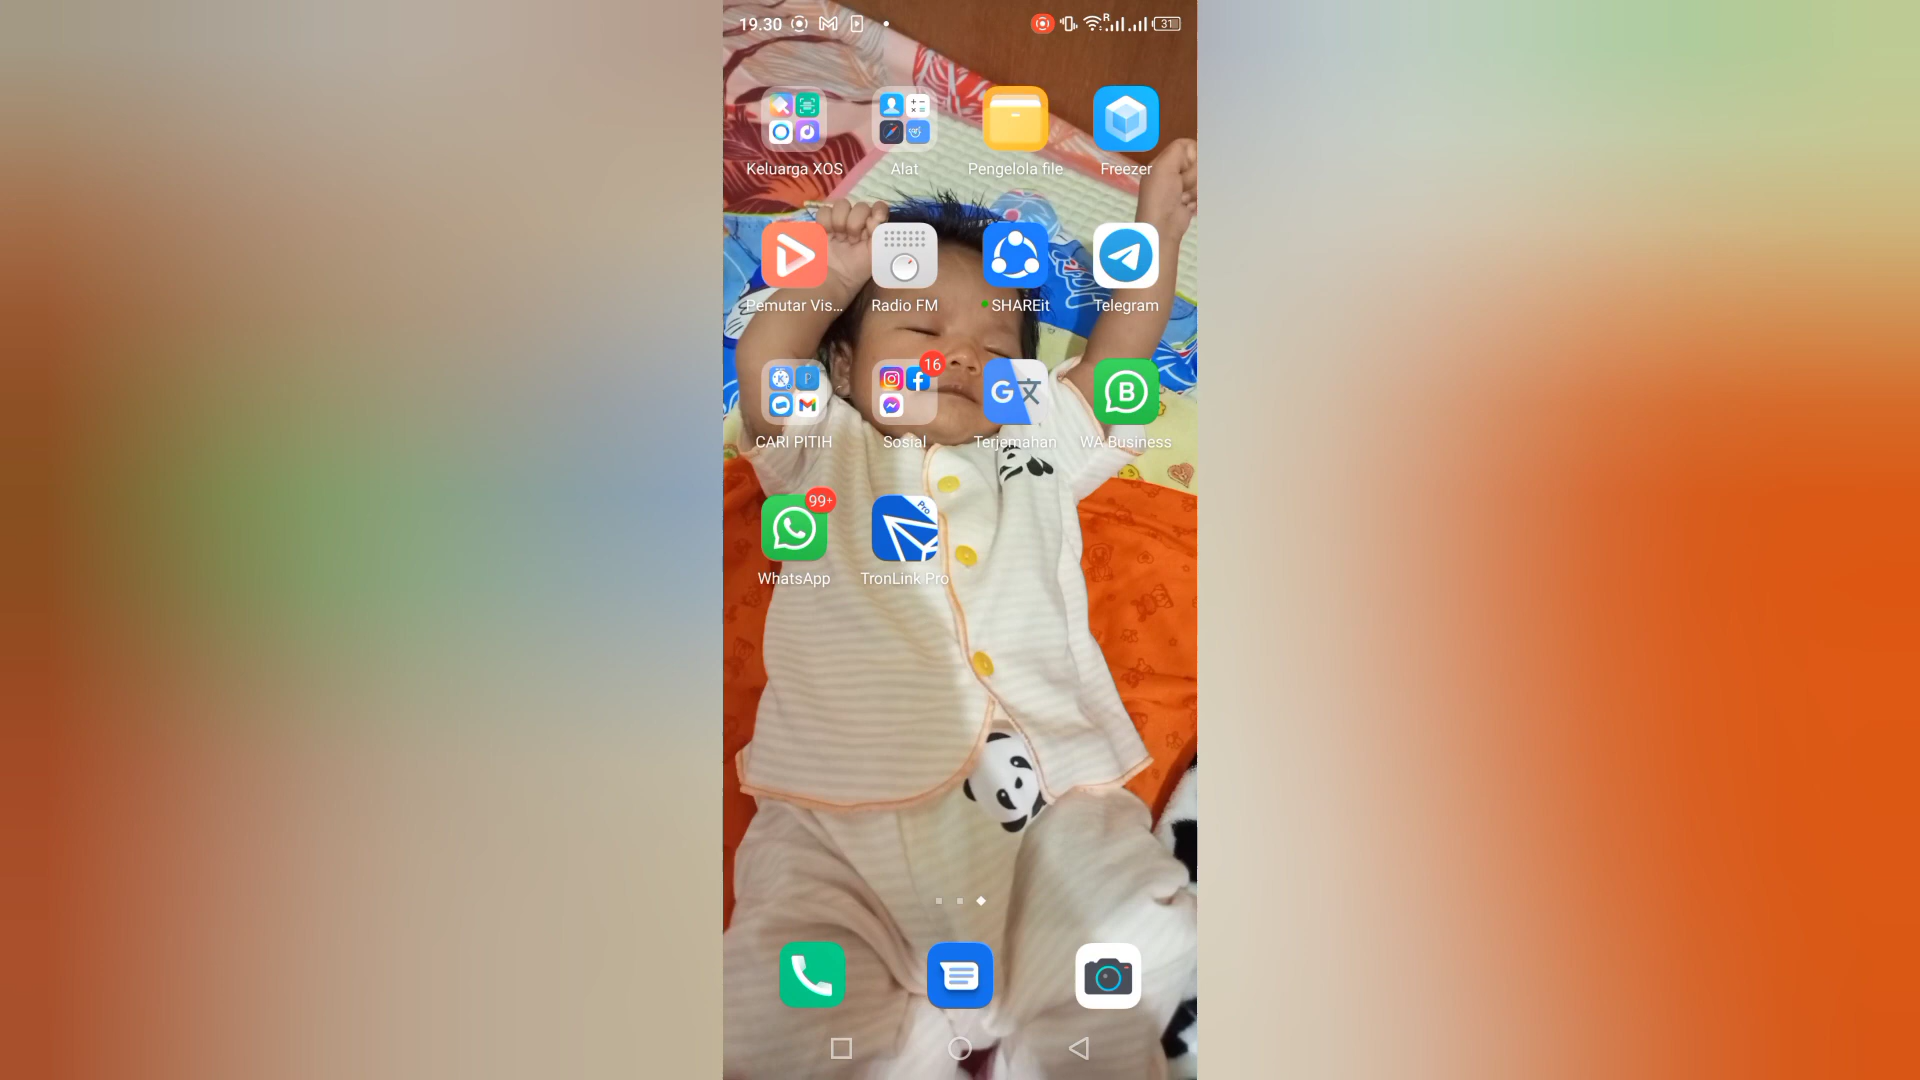 19.30
R
31
Keluarga XOS
Alat
Pengelola file
Freezer
Pemutar Vis...
Radio FM
SHAREit
Telegram
16
CARI PITIH
Sosial
Terjemahan
WA Business
99+
Pro
WhatsApp
TronLink Pro